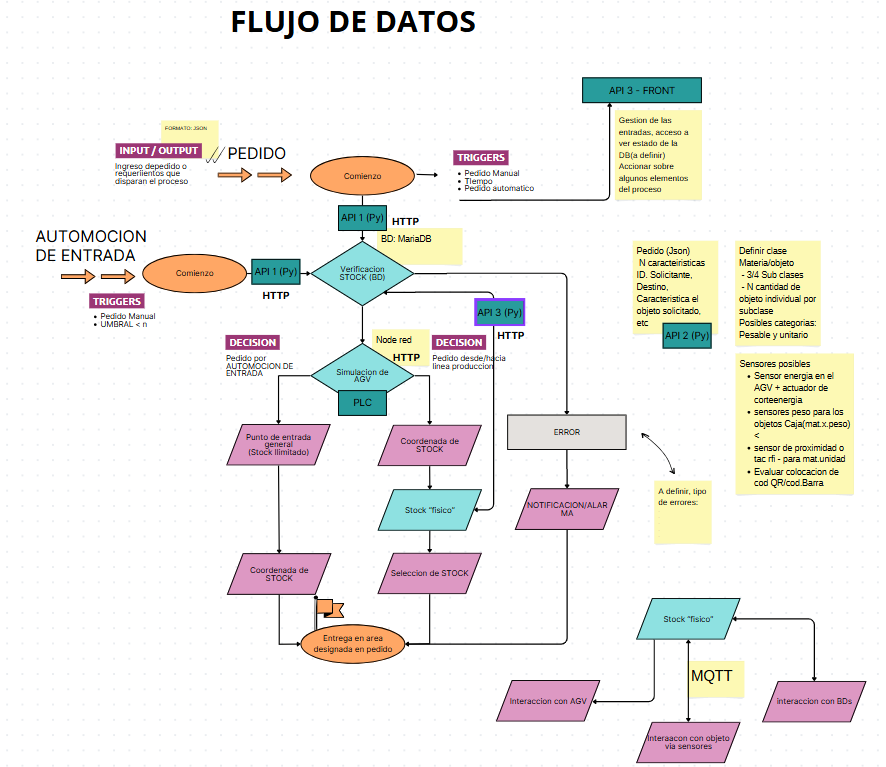 FLUJO DE DATOS
API 3 - FRONT
Gestion de las
entradas, acceso a
ver estado de la
DB(a definir)
Accionar sobre
algunos elementos
del proceso
FORMATO: JSON
INPUT / OUTPUT
PEDIDO
Ingreso depedido o
requeriientos que
disparan el proceso
Comienzo
TRIGGERS
Pedido Manual
Tiempo
Pedido automatico
API 1 (Py)
HTTP
BD: MariaDB
AUTOMOCION
DE ENTRADA
Comienzo
API 1 (Py)
HTTP
Verificacion
STOCK (BD)
TRIGGERS
Pedido Manual
UMBRAL < n
API 3 (Py)
HTTP
Pedido (Json)
N caracteiristicas
ID. Solicitante,
Destino,
Caracteristica el
objeto solicitado,
etc
API 2 (Py)
Definir clase
Materia/objeto
- 3/4 Sub clases
- N cantidad de
objeto individual por
subclase
Posibles categorias:
Pesable y unitario
DECISION
Pedido por
AUTOMOCION DE
ENTRADA
Node red
HTTP
DECISION
Pedido desde/hacia
linea produccion
Simulacion de
AGV
PLC
Sensores posibles
Sensor energia en el
AGV + actuador de
corteenergia
sensores peso para los
objetos Caja(mat.x.peso)
<
sensor de proximidad o
tac rfi - para mat.unidad
Evaluar colocacion de
cod QR/cod.Barra
Punto de entrada
general
(Stock Ilimitado)
Coordenada de
STOCK
ERROR
A definir, tipo
de errores:
Stock "fisico"
NOTIFICACION/ALAR
MA
Coordenada de
STOCK
Seleccion de STOCK
Entrega en area
designada en pedido
Stock "fisico"
MQTT
Interaccion con AGV
Interaacon con objeto
via sensores
interaccion con BDs